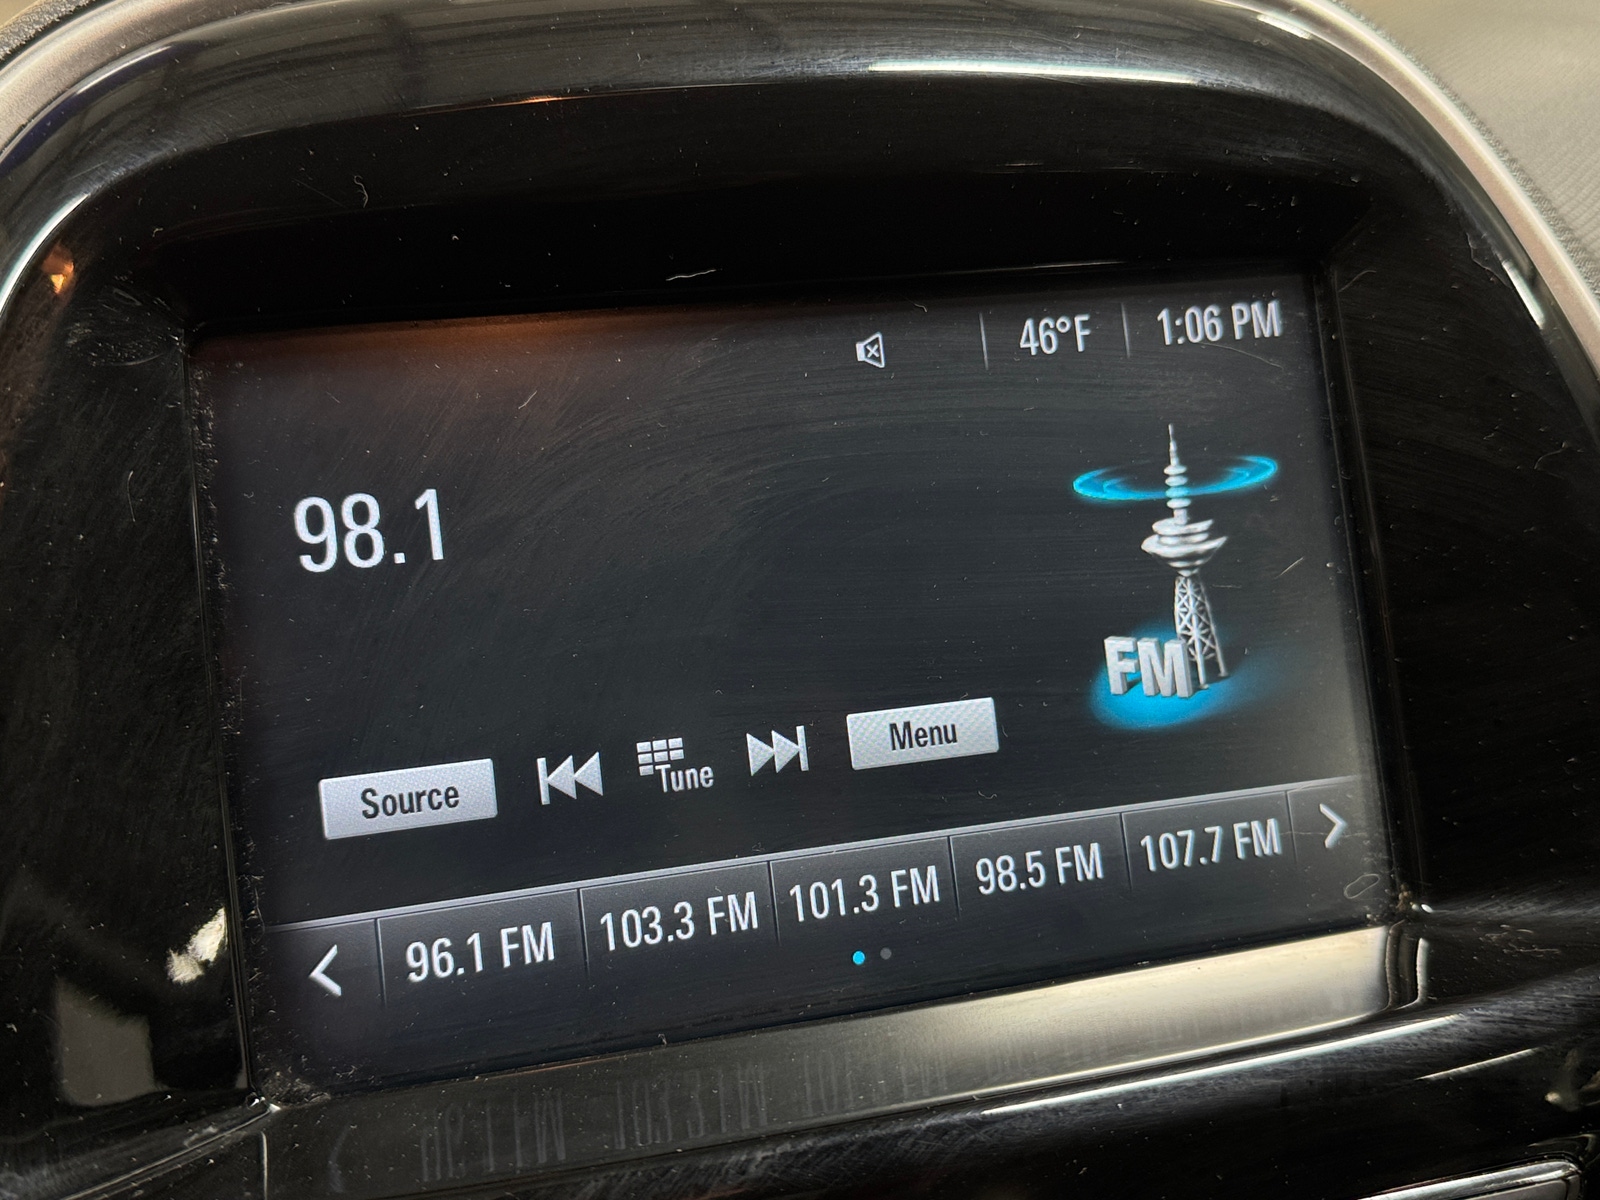 46°F 1:06 PM
98.1
FM
Source Tune Menu
96.1 FM 103.3 FM 101.3 FM 98.5 FM 107.7 FM